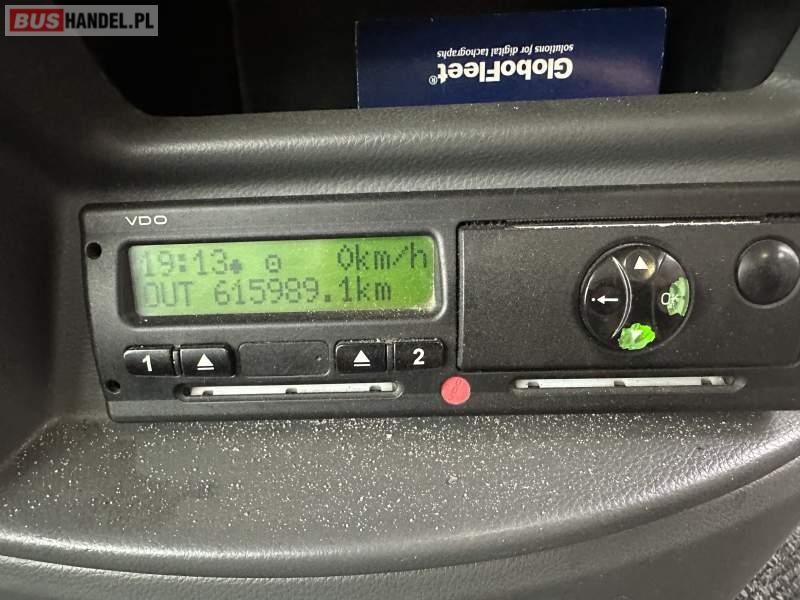 BUSHANDEL.PL
GloboFleet®
solutions for digital tachographs
VDO
19:13 0km/h
OUT 615989.1km
1 2
OK